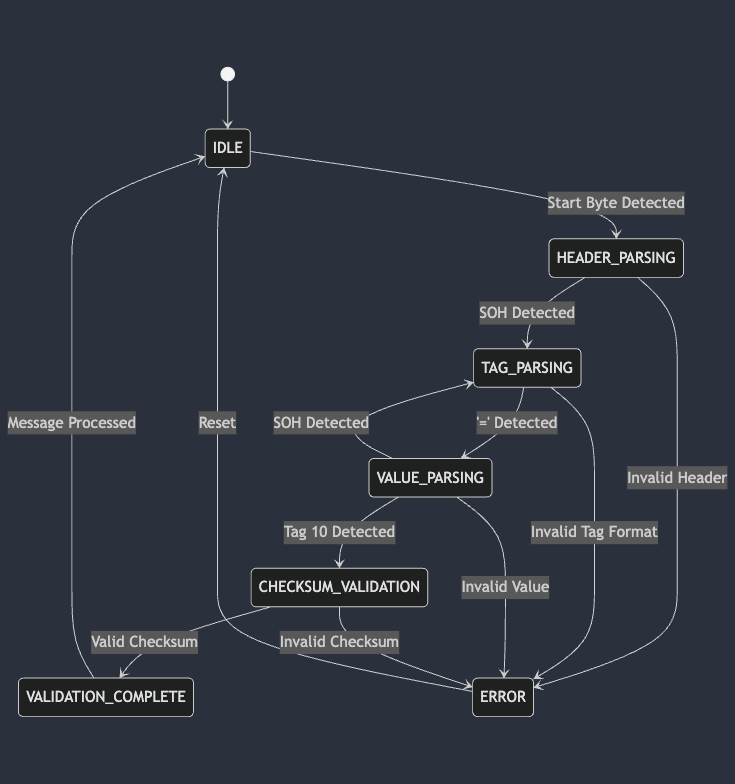 IDLE
Start Byte Detected
HEADER_PARSING
SOH Detected
TAG_PARSING
Message Processed
Reset
SOH Detected
'=' Detected
VALUE_PARSING
Invalid Header
Tag 10 Detected
Invalid Tag Format
CHECKSUM_VALIDATION
Invalid Value
Valid Checksum
Invalid Checksum
VALIDATION_COMPLETE
ERROR